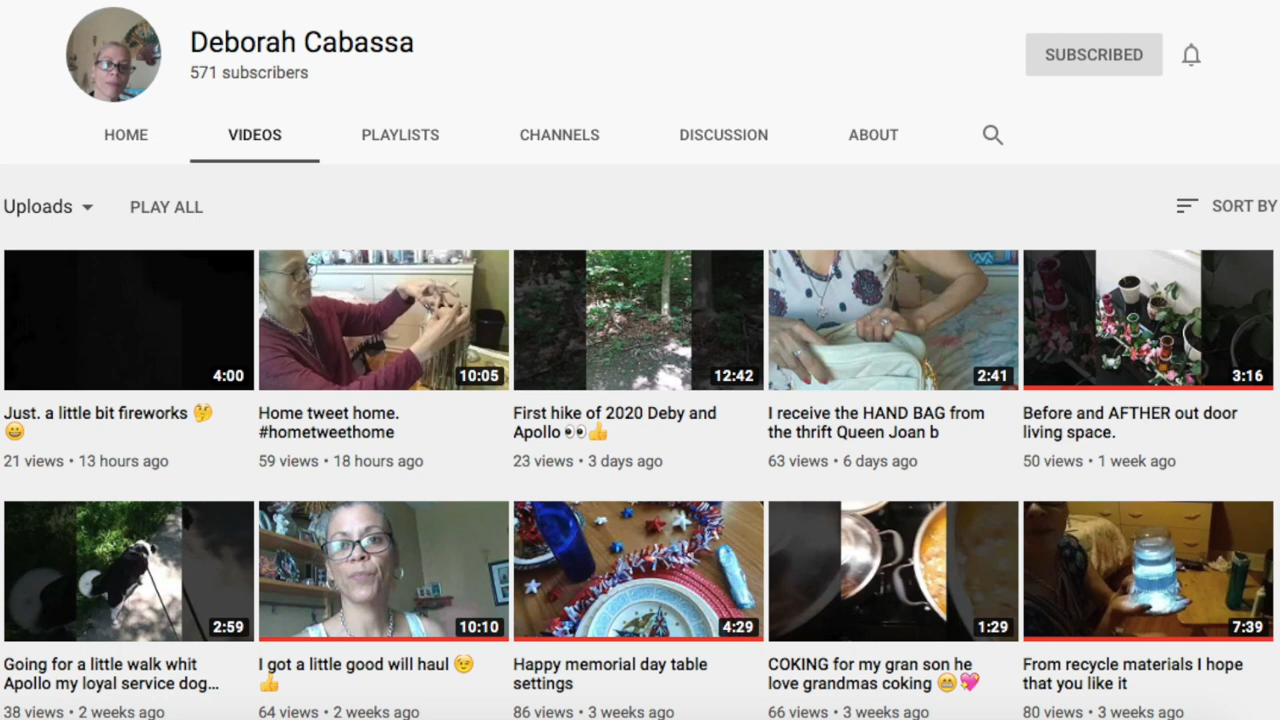 Deborah Cabassa
571 subscribers
SUBSCRIBED
HOME VIDEOS PLAYLISTS CHANNELS DISCUSSION ABOUT
Uploads PLAY ALL SORT BY
4:00 10:05 12:42 2:41 3:16
Just. a little bit fireworks 🤔
😀
21 views • 13 hours ago
Home tweet home.
#hometweethome
59 views • 18 hours ago
First hike of 2020 Deby and
Apollo 👀👍
23 views • 3 days ago
I receive the HAND BAG from
the thrift Queen Joan b
63 views • 6 days ago
Before and AFTHER out door
living space.
50 views • 1 week ago
2:59 10:10 4:29 1:29 7:39
Going for a little walk whit
Apollo my loyal service dog...
38 views • 2 weeks ago
I got a little good will haul 😉
👍
64 views • 2 weeks ago
Happy memorial day table
settings
86 views • 3 weeks ago
COKING for my gran son he
love grandmas coking 😁💖
66 views • 3 weeks ago
From recycle materials I hope
that you like it
80 views • 3 weeks ago